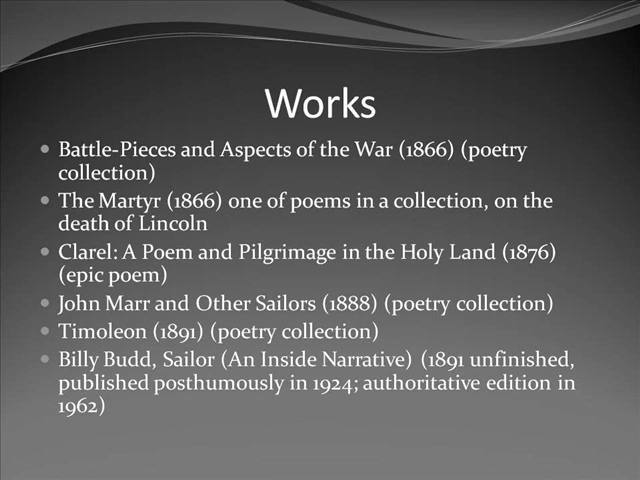 Works
• Battle-Pieces and Aspects of the War (1866) (poetry
collection)
• The Martyr (1866) one of poems in a collection, on the
death of Lincoln
• Clarel: A Poem and Pilgrimage in the Holy Land (1876)
(epic poem)
• John Marr and Other Sailors (1888) (poetry collection)
• Timoleon (1891) (poetry collection)
• Billy Budd, Sailor (An Inside Narrative) (1891 unfinished,
published posthumously in 1924; authoritative edition in
1962)